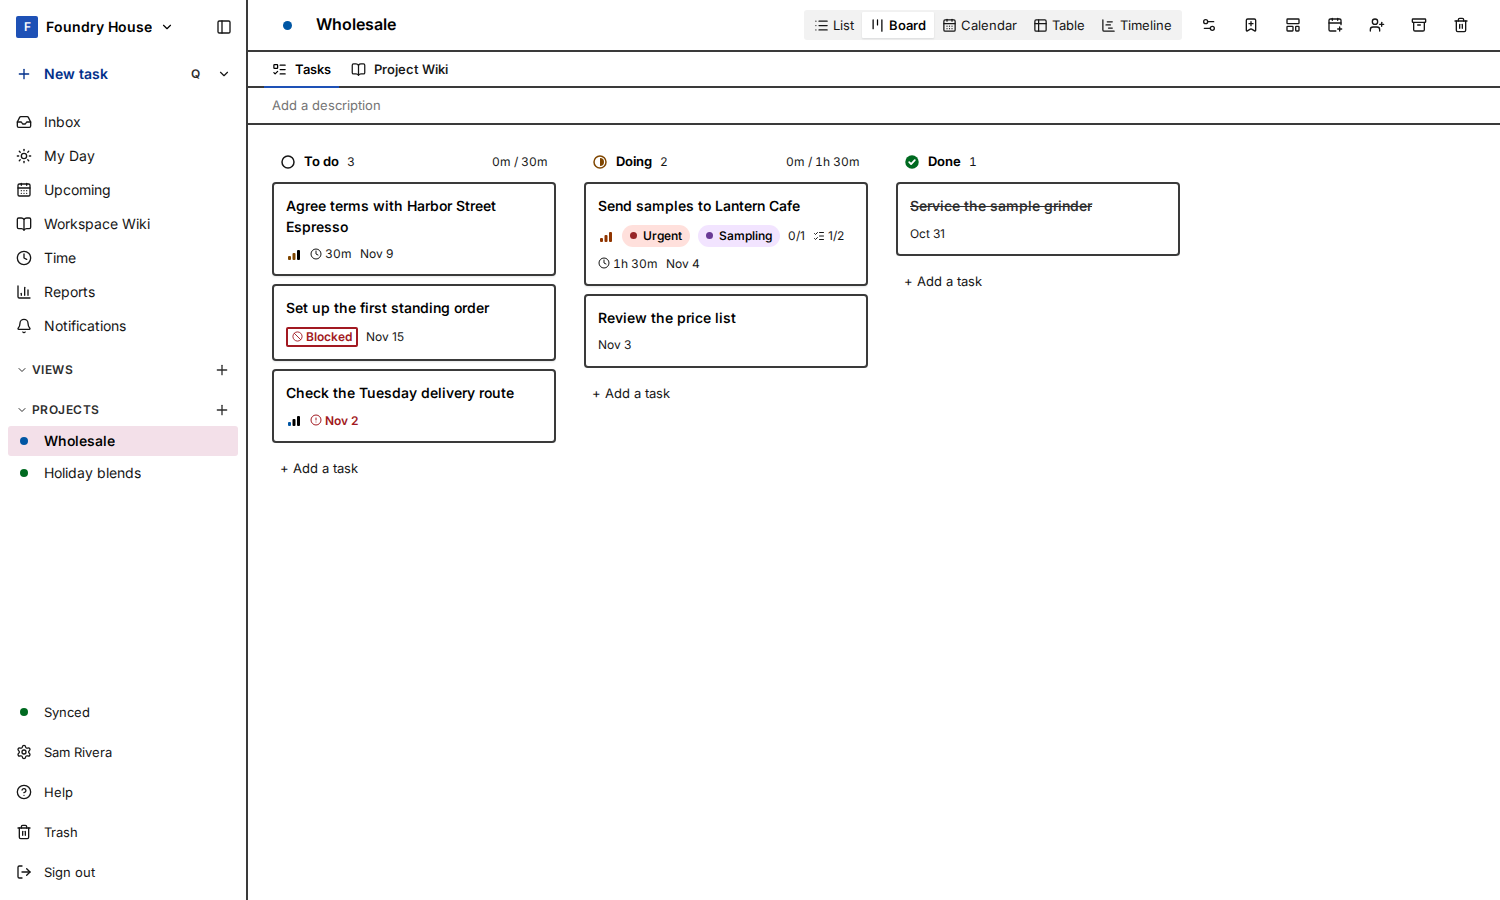 F Foundry House
New task Q
Inbox
My Day
Upcoming
Workspace Wiki
Time
Reports
Notifications
VIEWS
PROJECTS
Wholesale
Holiday blends
Synced
Sam Rivera
Help
Trash
Sign out
Wholesale
List Board Calendar Table Timeline
Tasks Project Wiki
Add a description
To do 3 0m / 30m
Agree terms with Harbor Street
Espresso
30m Nov 9
Set up the first standing order
Blocked Nov 15
Check the Tuesday delivery route
Nov 2
+ Add a task
Doing 2 0m / 1h 30m
Send samples to Lantern Cafe
Urgent Sampling 0/1 1/2
1h 30m Nov 4
Review the price list
Nov 3
+ Add a task
Done 1
Service the sample grinder
Oct 31
+ Add a task